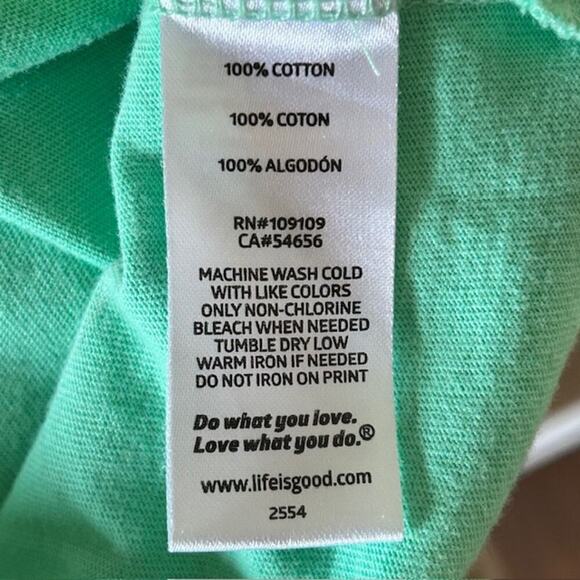 100% COTTON
100% COTON
100% ALGODÓN
RN#109109
CA#54656
MACHINE WASH COLD
WITH LIKE COLORS
ONLY NON-CHLORINE
BLEACH WHEN NEEDED
TUMBLE DRY LOW
WARM IRON IF NEEDED
DO NOT IRON ON PRINT
Do what you love.
Love what you do.®
www.lifeisgood.com
2554